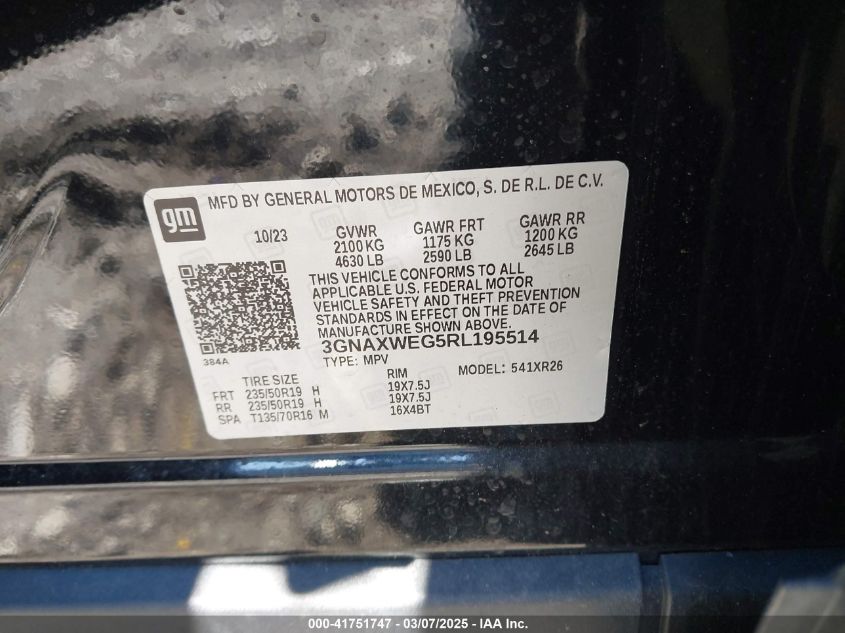 gm
MFD BY GENERAL MOTORS DE MEXICO, S. DE R.L. DE C.V.
10/23 GVWR GAWR FRT GAWR RR
2100 KG 1175 KG 1200 KG
4630 LB 2590 LB 2645 LB
THIS VEHICLE CONFORMS TO ALL
APPLICABLE U.S. FEDERAL MOTOR
VEHICLE SAFETY AND THEFT PREVENTION
STANDARDS IN EFFECT ON THE DATE OF
MANUFACTURE SHOWN ABOVE.
3GNAXWEG5RL195514
384A
TYPE: MPV MODEL: 541XR26
TIRE SIZE RIM
FRT 235/50R19 H 19X7.5J
RR 235/50R19 H 19X7.5J
SPA T135/70R16 M 16X4BT
000-41751747 - 03/07/2025 - IAA Inc.